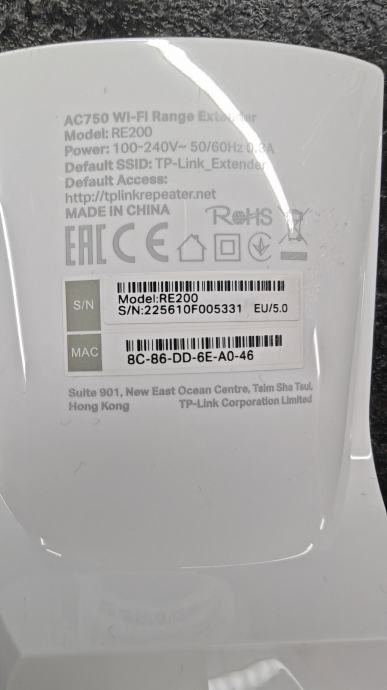 AC750 Wi-Fi Range Extender
Model: RE200
Power: 100-240V~ 50/60Hz 0.3A
Default SSID: TP-Link_Extender
Default Access:
http://tplinkrepeater.net
MADE IN CHINA
RoHS
EAC CE
S/N
Model:RE200
S/N:225610F005331 EU/5.0
MAC
8C-86-DD-6E-A0-46
Suite 901, New East Ocean Centre, Tsim Sha Tsui,
Hong Kong TP-Link Corporation Limited